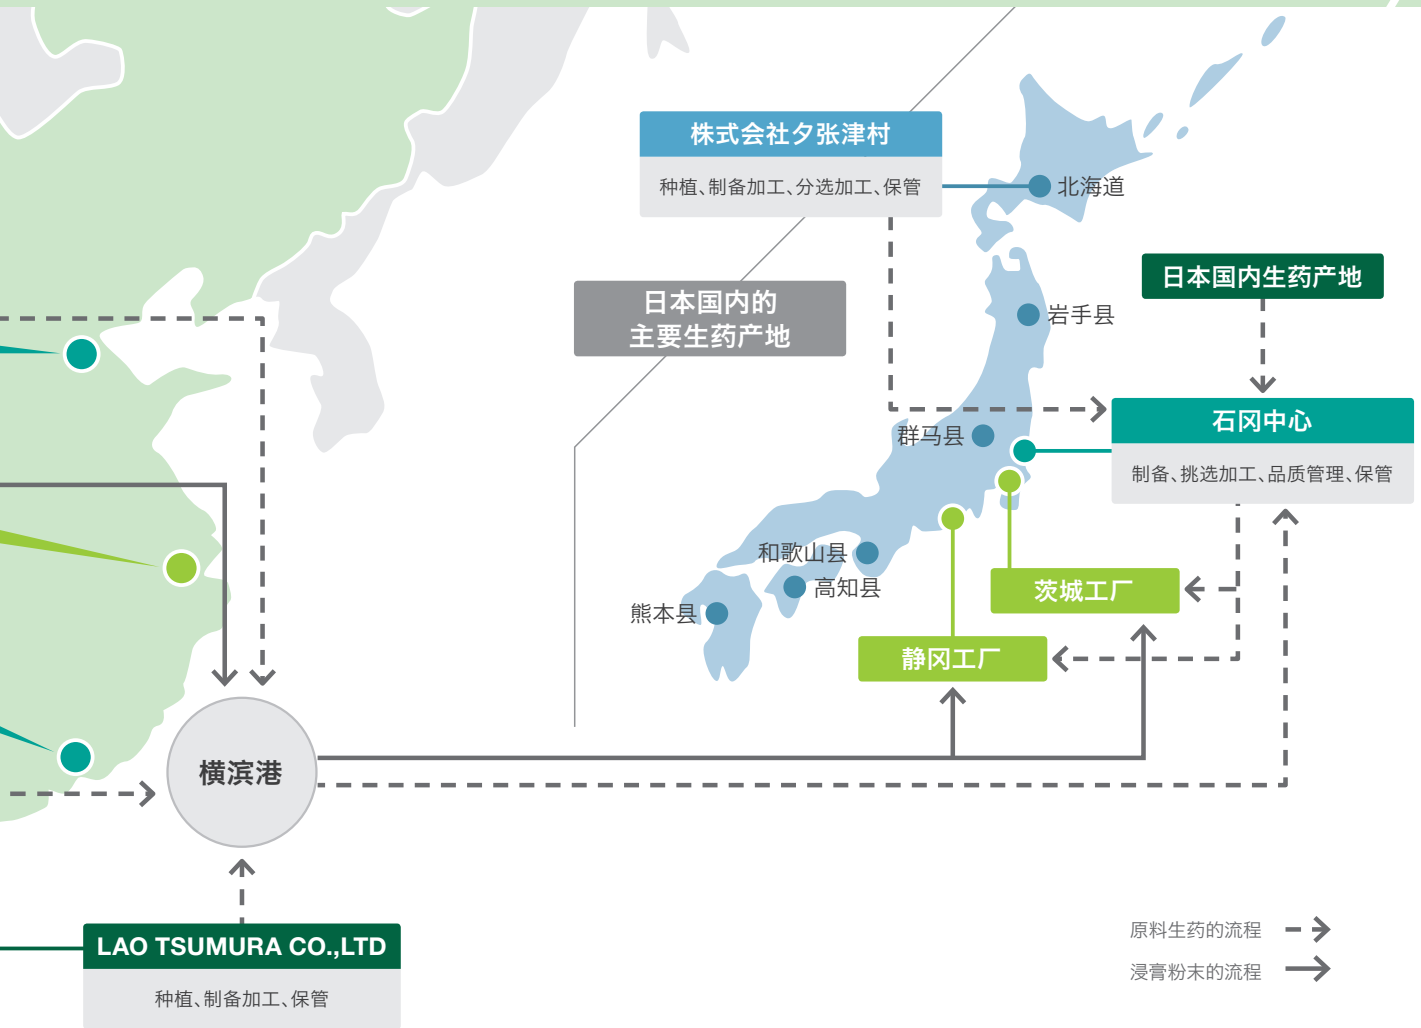 株式会社夕张津村
种植、制备加工、分选加工、保管
北海道
日本国内生药产地
日本国内的
主要生药产地
岩手县
石冈中心
制备、挑选加工、品质管理、保管
群马县
和歌山县
高知县
熊本县
茨城工厂
静冈工厂
横滨港
LAO TSUMURA CO.,LTD
种植、制备加工、保管
原料生药的流程
浸膏粉末的流程